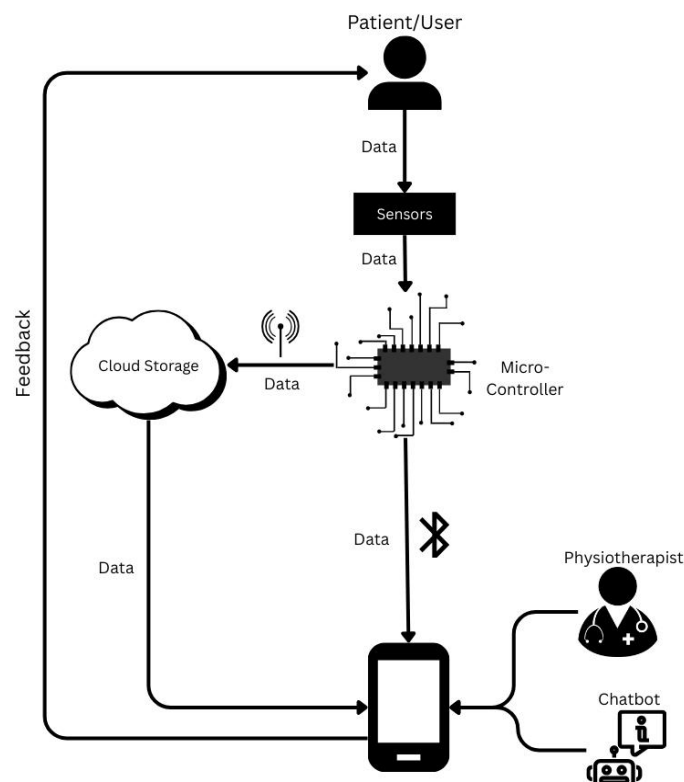 Patient/User
Data
Sensors
Data
Cloud Storage
Data
Micro-
Controller
Feedback
Data
Data
Physiotherapist
Chatbot
i